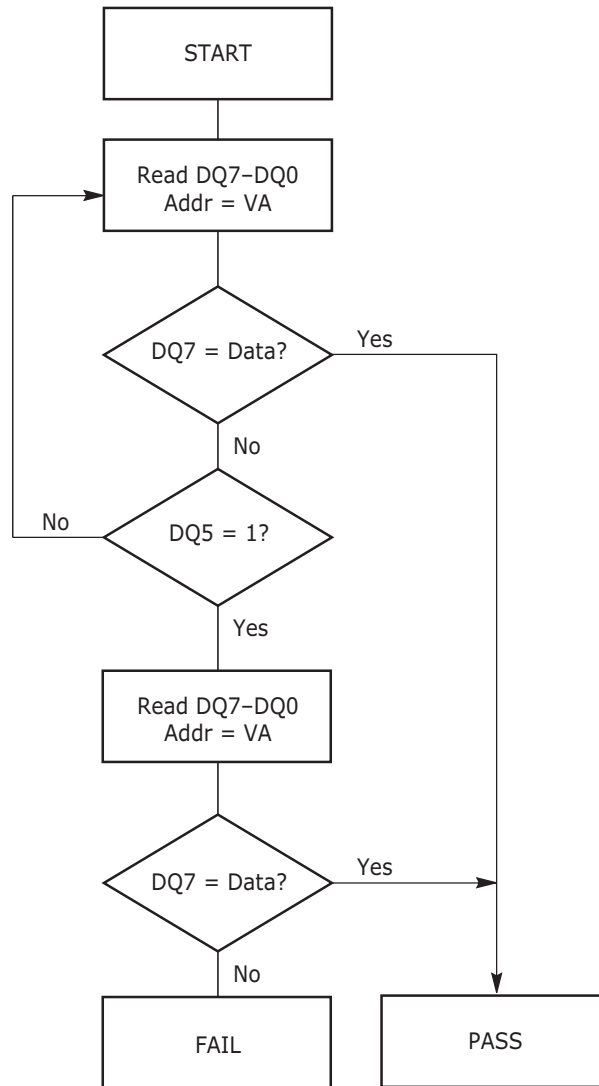 START
Read DQ7–DQ0
Addr = VA
DQ7 = Data?
Yes
No
DQ5 = 1?
No
Yes
Read DQ7–DQ0
Addr = VA
DQ7 = Data?
Yes
No
FAIL
PASS